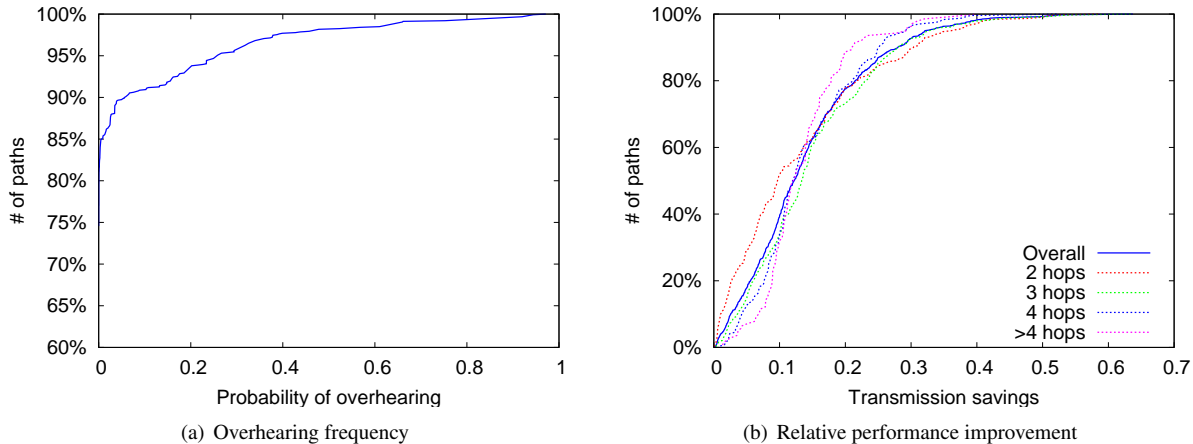 100%
95%
90%
85%
80%
75%
70%
65%
60%
# of paths
0
0.2
0.4
0.6
0.8
1
Probability of overhearing
(a) Overhearing frequency
100%
80%
60%
40%
20%
0%
# of paths
Overall
2 hops
3 hops
4 hops
>4 hops
0
0.1
0.2
0.3
0.4
0.5
0.6
0.7
Transmission savings
(b) Relative performance improvement